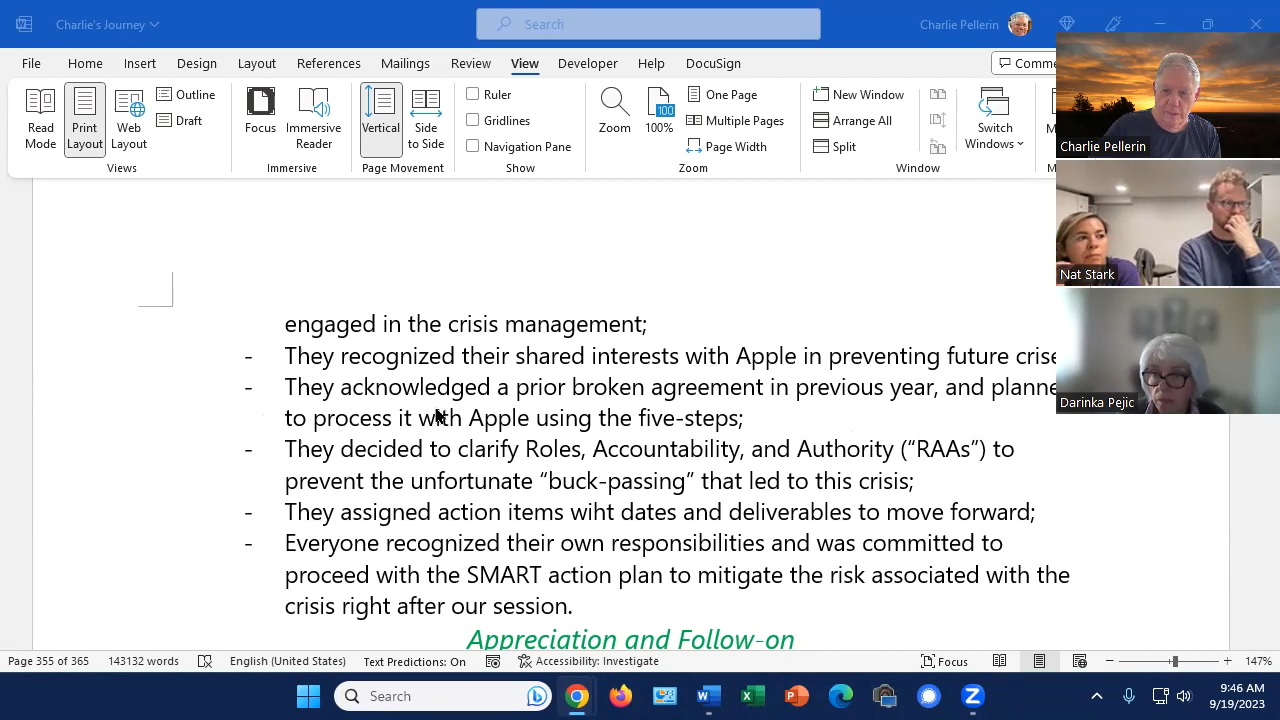 Charlie's Journey
Search
Charlie Pellerin
File Home Insert Design Layout References Mailings Review View Developer Help DocuSign
Read Mode
Print Layout
Web Layout
Outline
Draft
Views
Focus
Immersive Reader
Immersive
Vertical
Side to Side
Page Movement
Ruler
Gridlines
Navigation Pane
Show
Zoom
100
100%
One Page
Multiple Pages
Page Width
Zoom
New Window
Arrange All
Split
Switch Windows
Window
Charlie Pellerin
Nat Stark
Darinka Pejic
engaged in the crisis management;
- They recognized their shared interests with Apple in preventing future
- They acknowledged a prior broken agreement in previous year, and
to process it with Apple using the five-steps;
- They decided to clarify Roles, Accountability, and Authority (“RAAs”) to
prevent the unfortunate “buck-passing” that led to this crisis;
- They assigned action items wiht dates and deliverables to move forward;
- Everyone recognized their own responsibilities and was committed to
proceed with the SMART action plan to mitigate the risk associated with the
crisis right after our session.
Appreciation and Follow-on
Page 355 of 365 143132 words English (United States) Text Predictions: On Accessibility: Investigate Focus 147%
Search
9:46 AM
9/19/2023